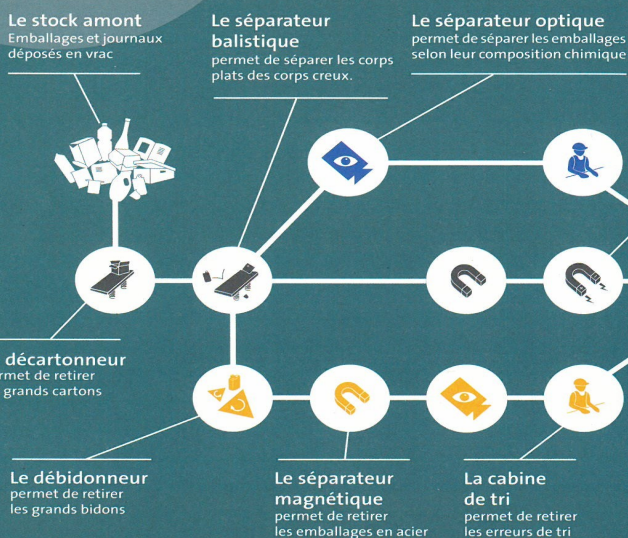 Le stock amont
Emballages et journaux
déposés en vrac
Le séparateur
balistique
permet de séparer les corps
plats des corps creux.
Le séparateur optique
permet de séparer les emballages
selon leur composition chimique
décartonneur
rmet de retirer
grands cartons
Le débidonneur
permet de retirer
les grands bidons
Le séparateur
magnétique
permet de retirer
les emballages en acier
La cabine
de tri
permet de retirer
les erreurs de tri